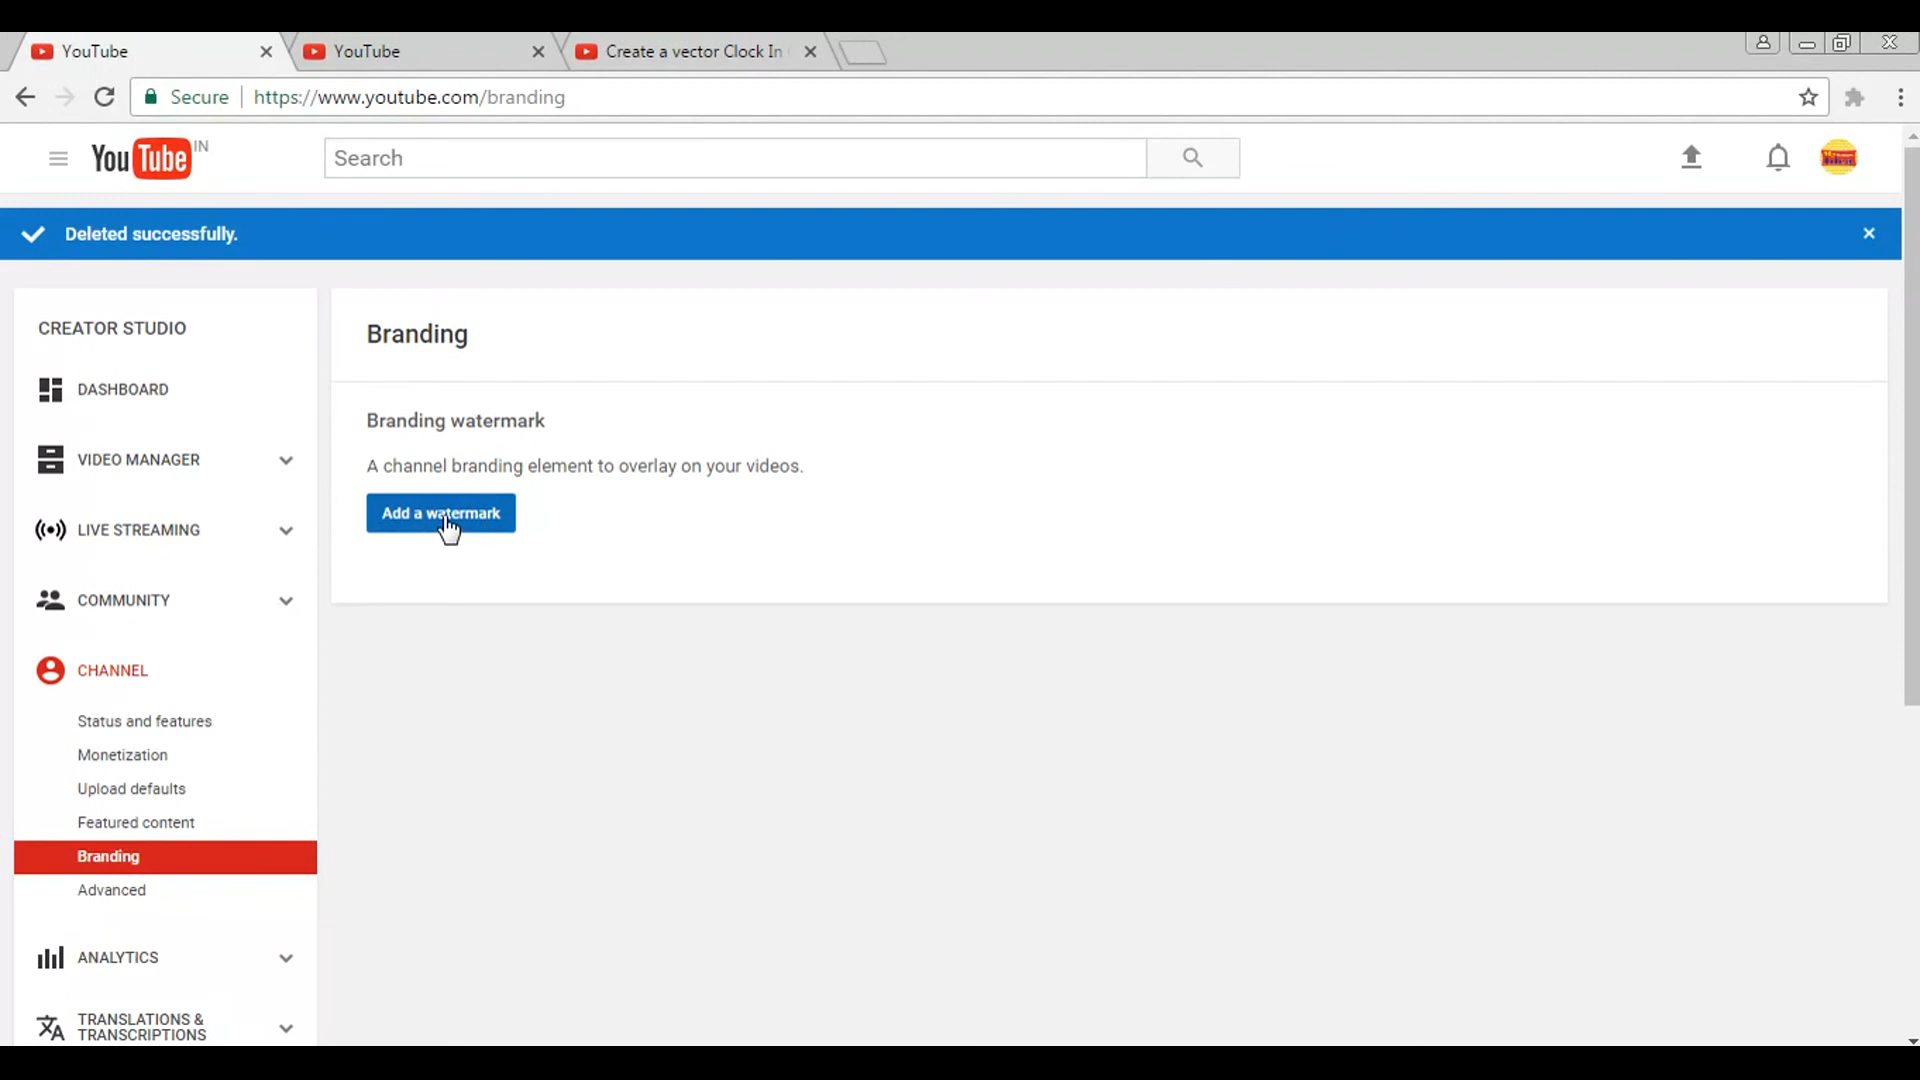 YouTube
YouTube
Create a vector Clock In
Secure
https://www.youtube.com/branding
YouTube IN
Search
Deleted successfully.
CREATOR STUDIO
DASHBOARD
VIDEO MANAGER
LIVE STREAMING
COMMUNITY
CHANNEL
Status and features
Monetization
Upload defaults
Featured content
Branding
Advanced
ANALYTICS
TRANSLATIONS &
TRANSCRIPTIONS
Branding
Branding watermark
A channel branding element to overlay on your videos.
Add a watermark